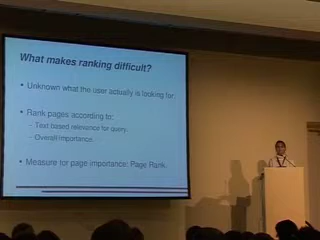 What makes ranking difficult?
• Unknown what the user actually is looking for.
• Rank pages according to:
– Text based relevance for query.
– Overall importance.
• Measure for page importance: Page Rank.